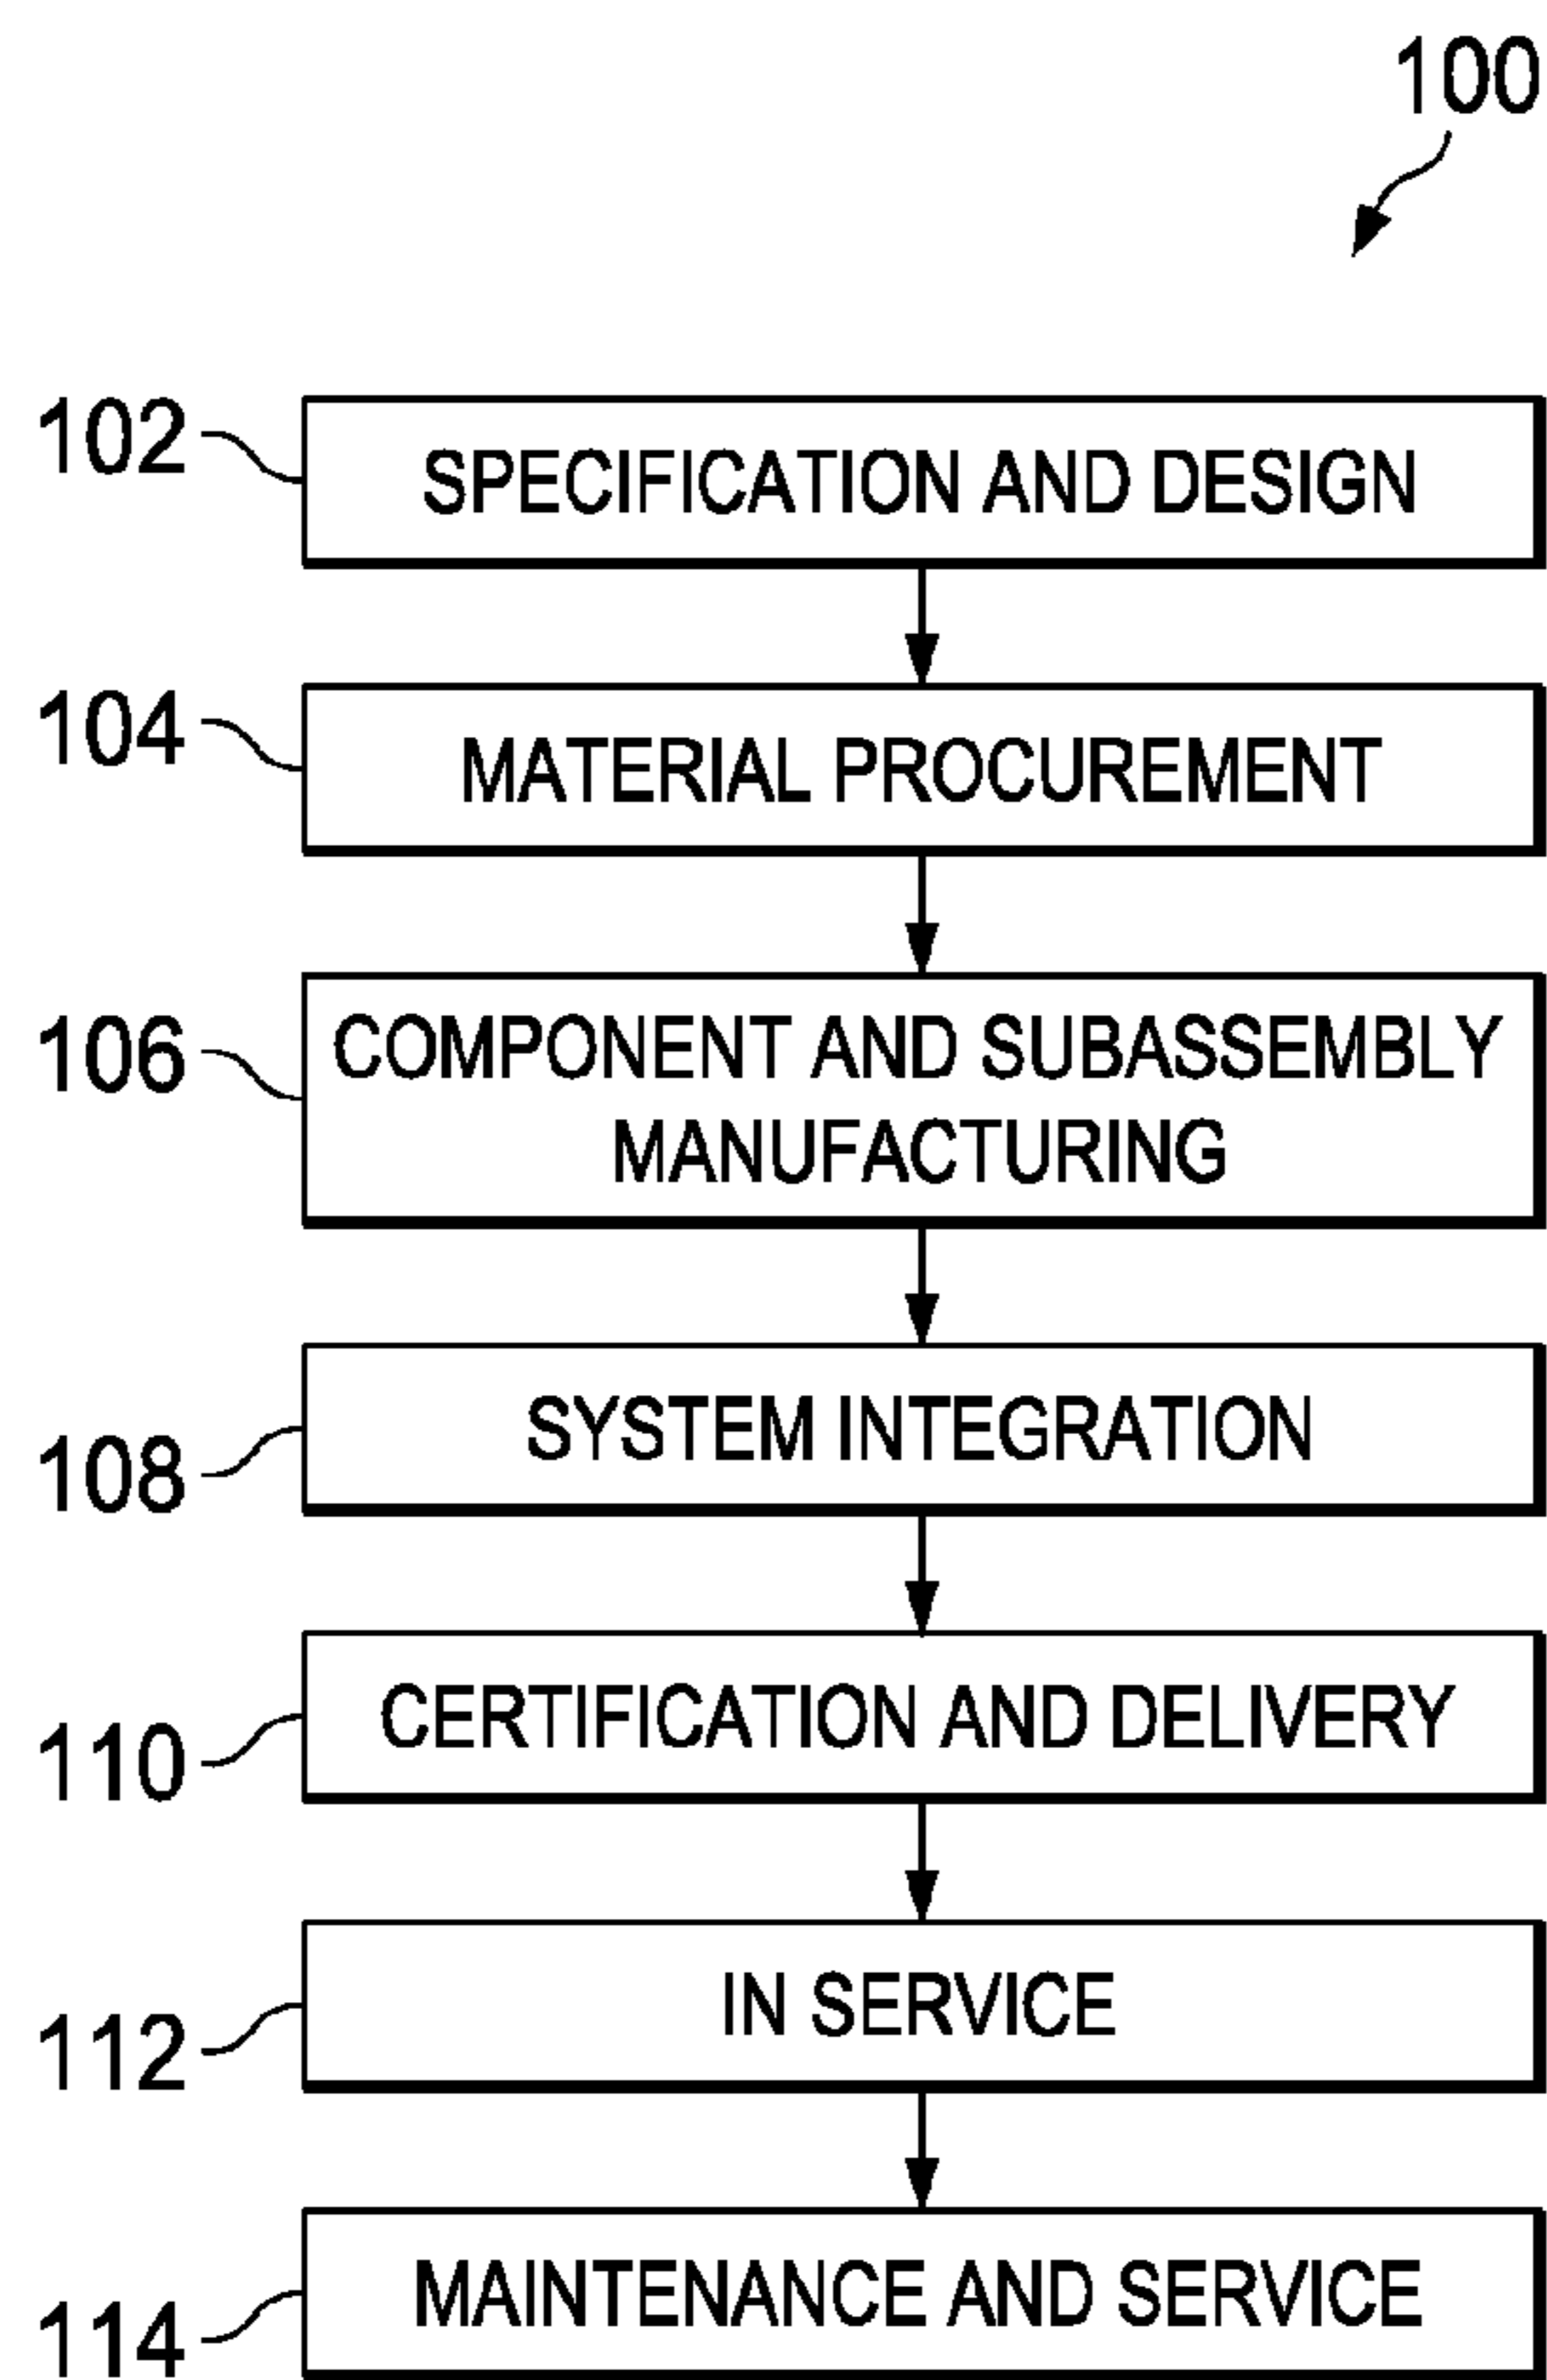 100
102
SPECIFICATION AND DESIGN
104
MATERIAL PROCUREMENT
106
COMPONENT AND SUBASSEMBLY
MANUFACTURING
108
SYSTEM INTEGRATION
110
CERTIFICATION AND DELIVERY
112
IN SERVICE
114
MAINTENANCE AND SERVICE